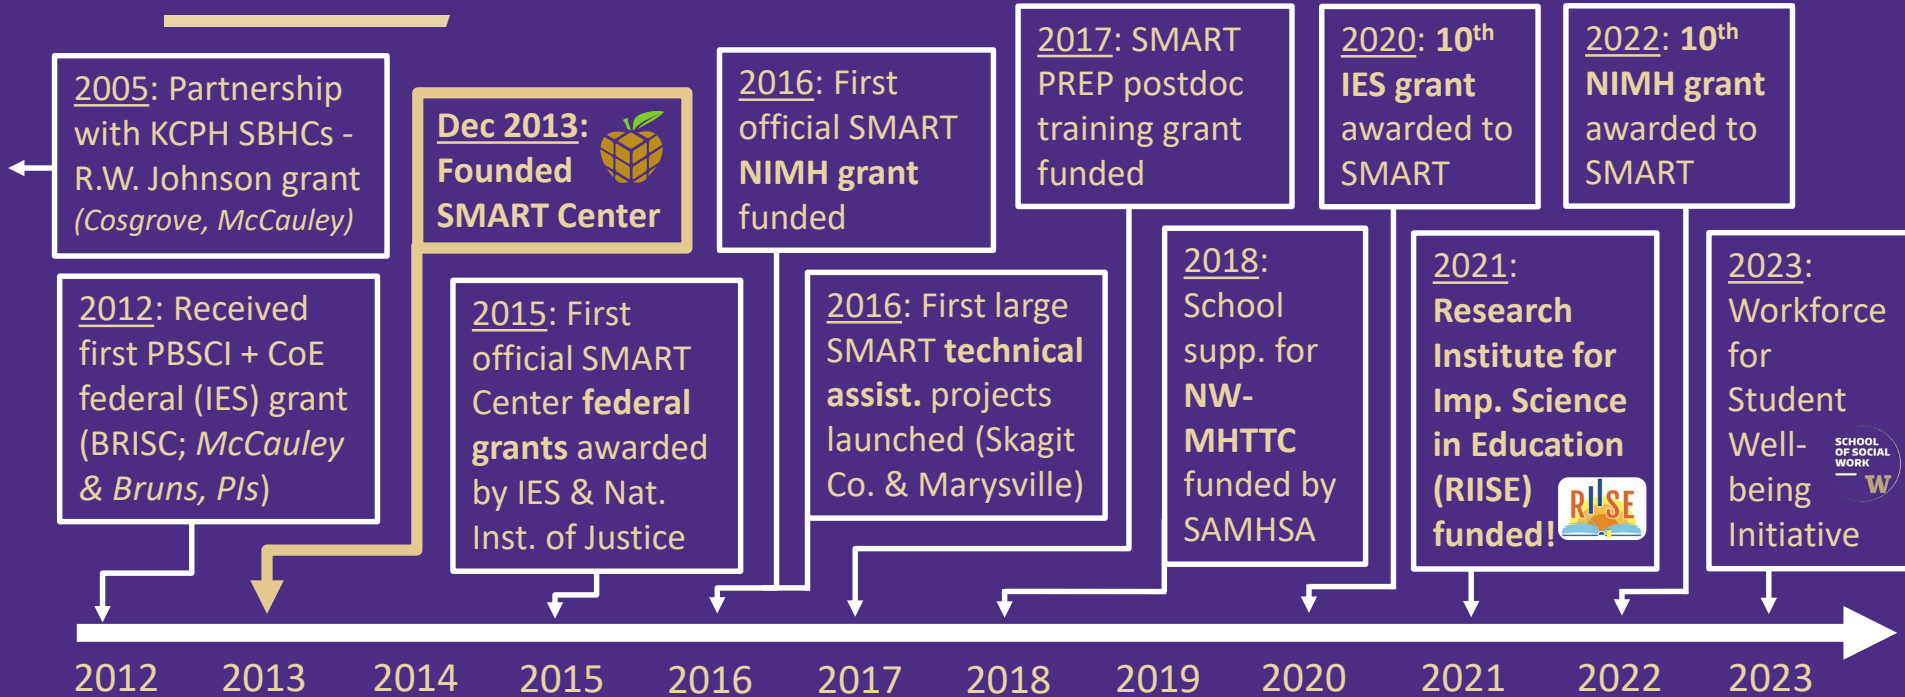 2005: Partnership
with KCPH SBHCs -
R.W. Johnson grant
(Cosgrove, McCauley)
2012: Received
first PBSCI + CoE
federal (IES) grant
(BRISC; McCauley
& Bruns, PIs)
Dec 2013:
Founded
SMART Center
2015: First
official SMART
Center federal
grants awarded
by IES & Nat.
Inst. of Justice
2016: First
official SMART
NIMH grant
funded
2016: First large
SMART technical
assist. projects
launched (Skagit
Co. & Marysville)
2017: SMART
PREP postdoc
training grant
funded
2018:
School
supp. for
NW-
MHTTC
funded by
SAMHSA
2020: 10th
IES grant
awarded to
SMART
2021:
Research
Institute for
Imp. Science
in Education
(RIISE)
funded!
RIISE
2022: 10th
NIMH grant
awarded to
SMART
2023:
Workforce
for
Student
Well-
being
Initiative
SCHOOL
OF SOCIAL
WORK
W
2012 2013 2014 2015 2016 2017 2018 2019 2020 2021 2022 2023